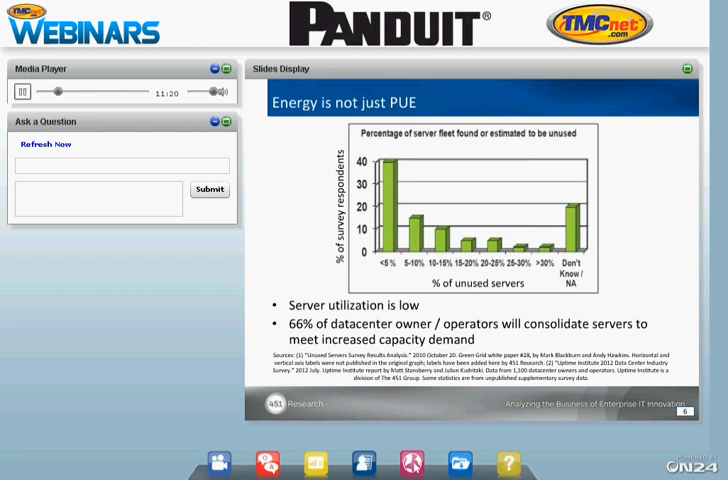 TMCnet
WEBINARS
PANDUIT®
TMCnet
.com
Media Player
11:20
Ask a Question
Refresh Now
Submit
Slides Display
Energy is not just PUE
Percentage of server fleet found or estimated to be unused
% of survey respondents
40
30
20
10
0
<5 % 5-10% 10-15% 15-20% 20-25% 25-30% >30% Don't
Know /
NA
% of unused servers
• Server utilization is low
• 66% of datacenter owner / operators will consolidate servers to
meet increased capacity demand
Sources: (1) "Unused Servers Survey Results Analysis." 2010 October 20. Green Grid white paper #28, by Mark Blackburn and Andy Hawkins. Horizontal and
vertical axis labels were not published in the original graph; labels have been added here by 451 Research. (2) "Uptime Institute 2012 Data Center Industry
Survey." 2012 July. Uptime Institute report by Matt Stansberry and Julian Kudritzki. Data from 1,100 datacenter owners and operators. Uptime Institute is a
division of The 451 Group. Some statistics are from unpublished supplementary survey data.
451 Research
Analyzing the Business of Enterprise IT Innovation
6
Q
A
?
POWERED BY
ON24